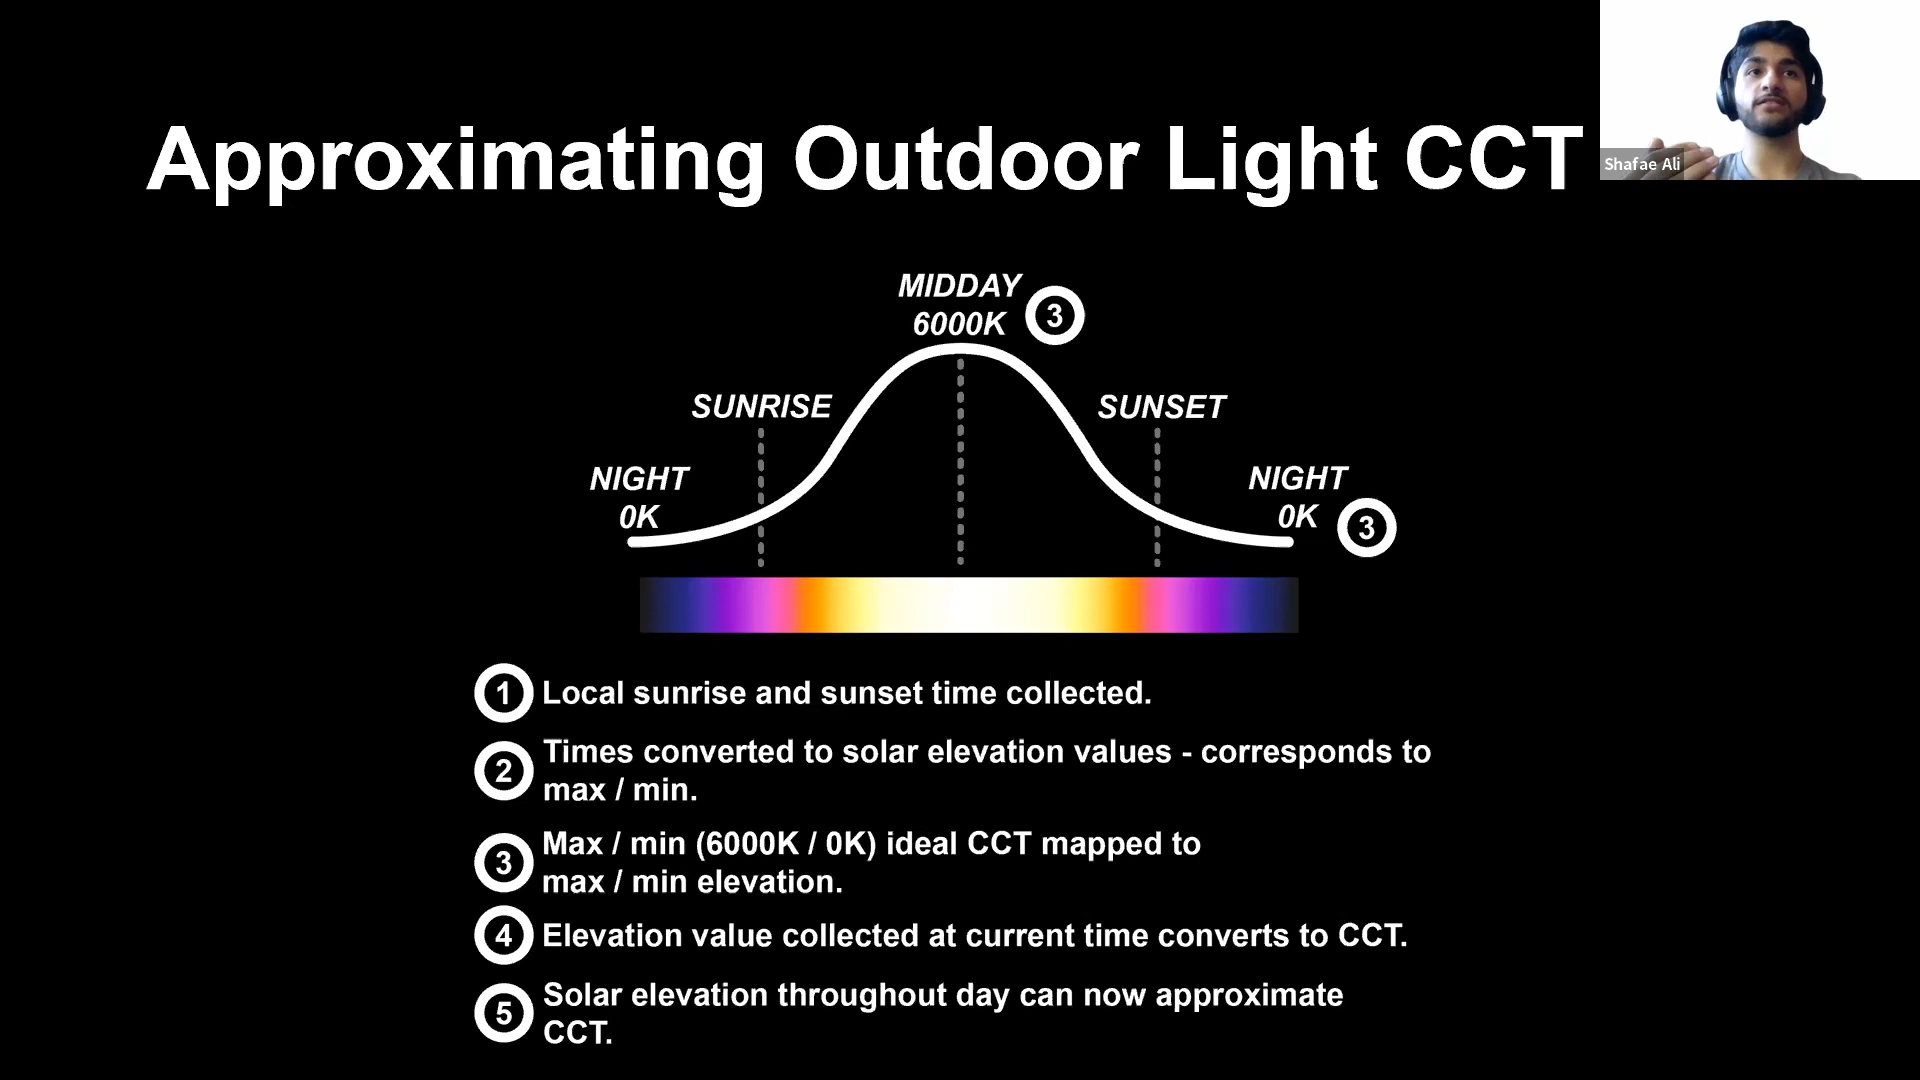 Approximating Outdoor Light CCT
Shafae Ali
MIDDAY
6000K
3
SUNRISE
SUNSET
NIGHT
0K
NIGHT
0K
3
1 Local sunrise and sunset time collected.
2 Times converted to solar elevation values - corresponds to
max / min.
3 Max / min (6000K / 0K) ideal CCT mapped to
max / min elevation.
4 Elevation value collected at current time converts to CCT.
5 Solar elevation throughout day can now approximate
CCT.